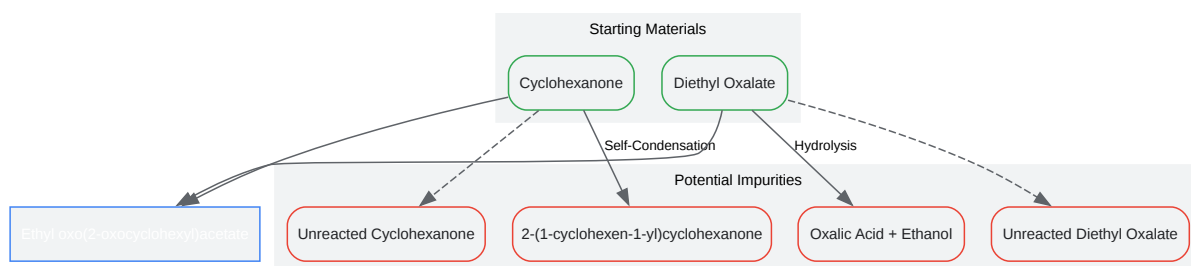 Starting Materials
Cyclohexanone
Diethyl Oxalate
Self-Condensation
Hydrolysis
Potential Impurities
Ethyl oxo(2-oxocyclohexyl)acetate
Unreacted Cyclohexanone
2-(1-cyclohexen-1-yl)cyclohexanone
Oxalic Acid + Ethanol
Unreacted Diethyl Oxalate